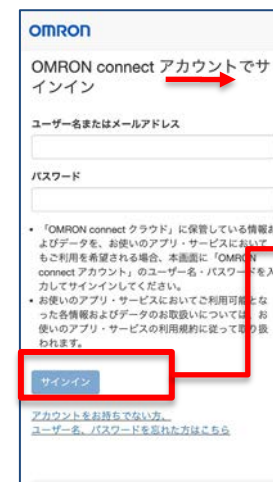 OMRON
OMRON connect アカウントでサ
インイン
ユーザー名またはメールアドレス
パスワード
• 「OMRON connect クラウド」に保管している情報お
よびデータを、お使いのアプリ・サービスにおいて
もご利用を希望される場合、本画面に「OMRON
connect アカウント」のユーザー名・パスワードを入
力してサインインしてください。
• お使いのアプリ・サービスにおいてご利用可能とな
った各情報およびデータのお取扱いについては、お
使いのアプリ・サービスの利用規約に従って取り扱
われます。
サインイン
アカウントをお持ちでない方、
ユーザー名、パスワードを忘れた方はこちら